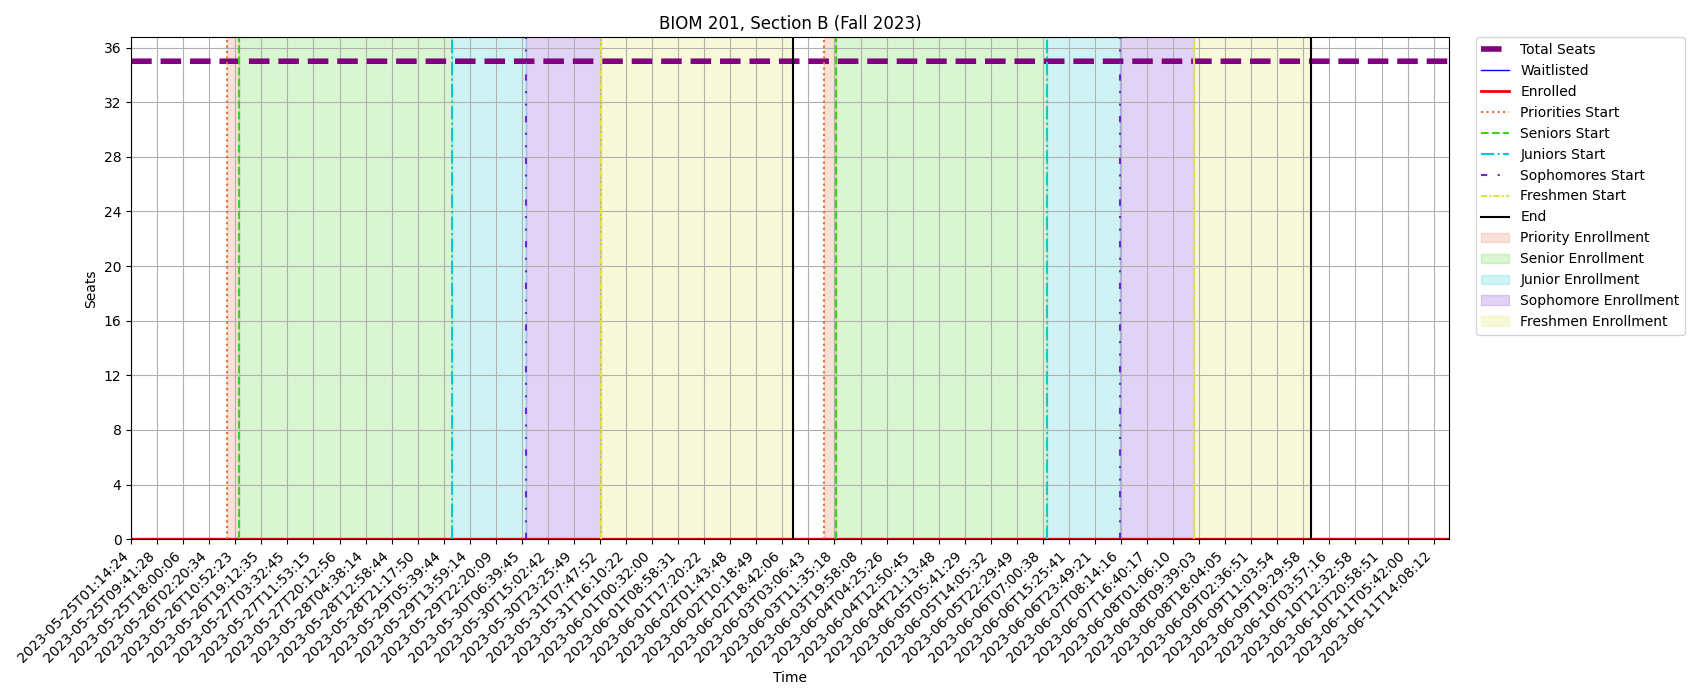 BIOM 201, Section B (Fall 2023)
Seats
36
32
28
24
20
16
12
8
4
0
2023-05-25T01:14:24
2023-05-25T09:41:28
2023-05-25T18:00:06
2023-05-26T02:20:34
2023-05-26T10:52:23
2023-05-26T19:12:35
2023-05-27T03:32:45
2023-05-27T11:53:15
2023-05-27T20:12:56
2023-05-28T04:38:14
2023-05-28T12:58:44
2023-05-28T21:17:50
2023-05-29T05:39:44
2023-05-29T13:59:14
2023-05-29T22:20:09
2023-05-30T06:39:45
2023-05-30T15:02:42
2023-05-30T23:25:49
2023-05-31T07:47:52
2023-05-31T16:10:22
2023-06-01T00:32:00
2023-06-01T08:58:31
2023-06-01T17:20:22
2023-06-02T01:43:48
2023-06-02T10:18:49
2023-06-02T18:42:06
2023-06-03T03:06:43
2023-06-03T11:35:18
2023-06-03T19:58:08
2023-06-04T04:25:26
2023-06-04T12:50:45
2023-06-04T21:13:48
2023-06-05T05:41:29
2023-06-05T14:05:32
2023-06-05T22:29:49
2023-06-06T07:00:38
2023-06-06T15:25:41
2023-06-06T23:49:21
2023-06-07T08:14:16
2023-06-07T16:40:17
2023-06-08T01:06:10
2023-06-08T09:39:03
2023-06-08T18:04:05
2023-06-09T02:36:51
2023-06-09T11:03:54
2023-06-09T19:29:58
2023-06-10T03:57:16
2023-06-10T12:32:58
2023-06-10T20:58:51
2023-06-11T05:42:00
2023-06-11T14:08:12
Time
Total Seats
Waitlisted
Enrolled
Priorities Start
Seniors Start
Juniors Start
Sophomores Start
Freshmen Start
End
Priority Enrollment
Senior Enrollment
Junior Enrollment
Sophomore Enrollment
Freshmen Enrollment